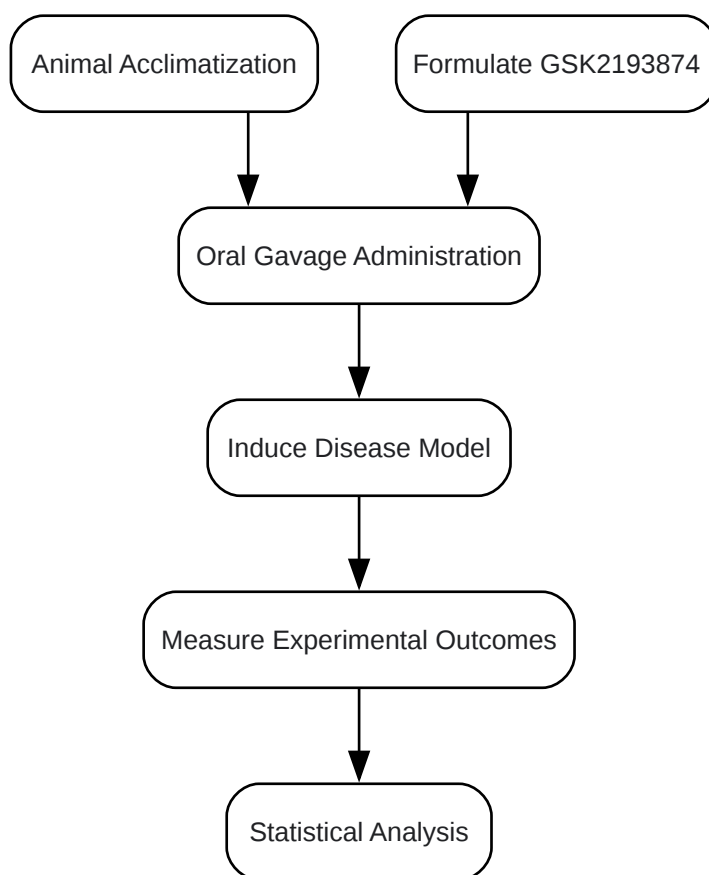 Animal Acclimatization
Formulate GSK2193874
Oral Gavage Administration
Induce Disease Model
Measure Experimental Outcomes
Statistical Analysis